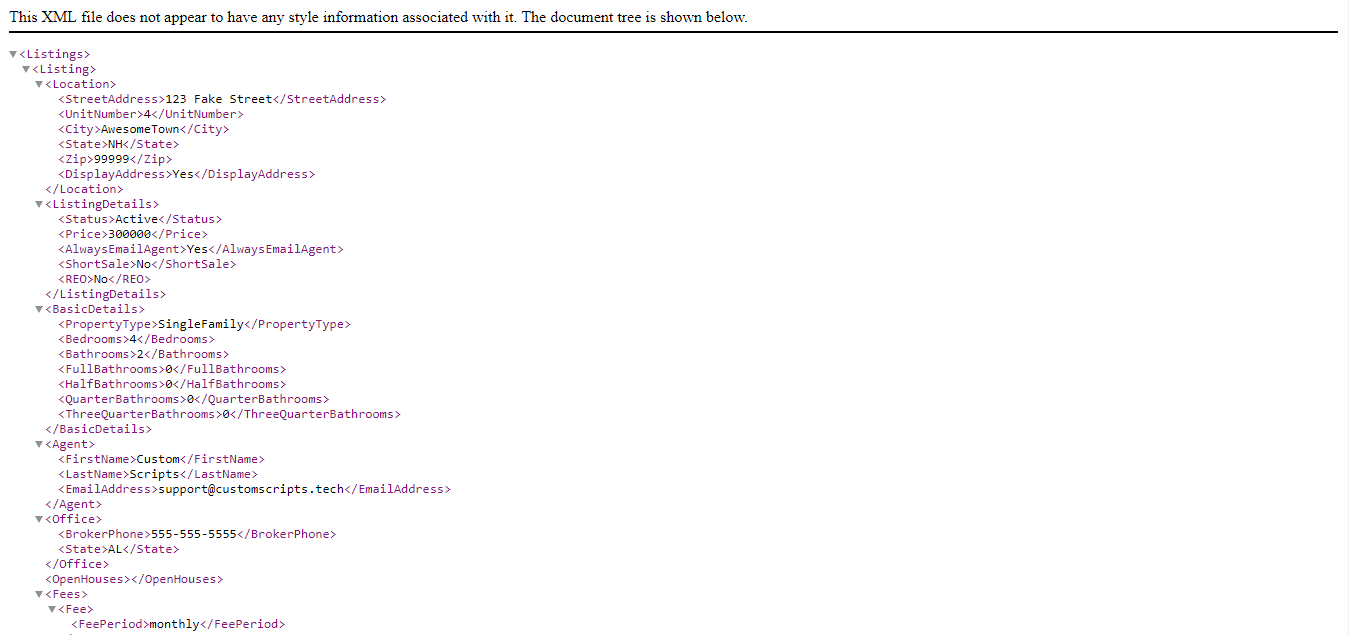 This XML file does not appear to have any style information associated with it. The document tree is shown below.
▼<Listings>
▼<Listing>
▼<Location>
<StreetAddress>123 Fake Street</StreetAddress>
<UnitNumber>4</UnitNumber>
<City>AwesomeTown</City>
<State>NH</State>
<Zip>99999</Zip>
<DisplayAddress>Yes</DisplayAddress>
</Location>
▼<ListingDetails>
<Status>Active</Status>
<Price>300000</Price>
<AlwaysEmailAgent>Yes</AlwaysEmailAgent>
<ShortSale>No</ShortSale>
<REO>No</REO>
</ListingDetails>
▼<BasicDetails>
<PropertyType>SingleFamily</PropertyType>
<Bedrooms>4</Bedrooms>
<Bathrooms>2</Bathrooms>
<FullBathrooms>0</FullBathrooms>
<HalfBathrooms>0</HalfBathrooms>
<QuarterBathrooms>0</QuarterBathrooms>
<ThreeQuarterBathrooms>0</ThreeQuarterBathrooms>
</BasicDetails>
▼<Agent>
<FirstName>Custom</FirstName>
<LastName>Scripts</LastName>
<EmailAddress>support@customscripts.tech</EmailAddress>
</Agent>
▼<Office>
<BrokerPhone>555-555-5555</BrokerPhone>
<State>AL</State>
</Office>
<OpenHouses></OpenHouses>
▼<Fees>
▼<Fee>
<FeePeriod>monthly</FeePeriod>